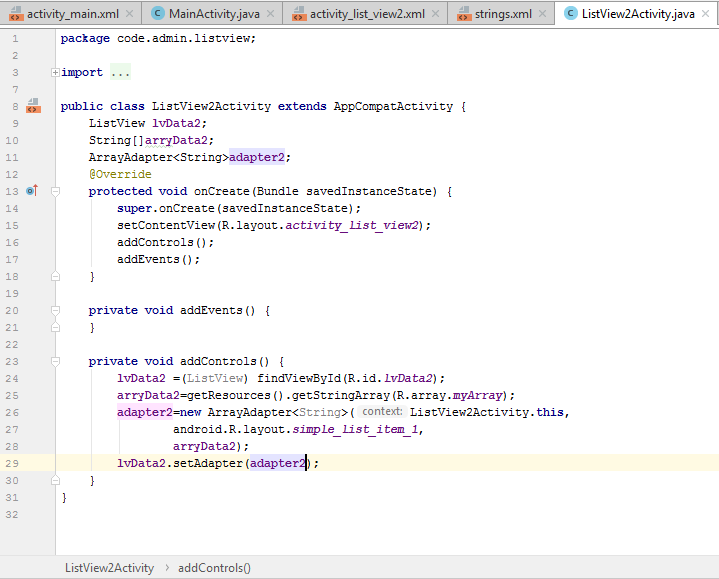 activity_main.xml × MainActivity.java × activity_list_view2.xml × strings.xml × ListView2Activity.java ×
1 package code.admin.listview;
2
3 import ...
7
8 public class ListView2Activity extends AppCompatActivity {
9 ListView lvData2;
10 String[]arryData2;
11 ArrayAdapter<String>adapter2;
12 @Override
13 protected void onCreate(Bundle savedInstanceState) {
14 super.onCreate(savedInstanceState);
15 setContentView(R.layout.activity_list_view2);
16 addControls();
17 addEvents();
18 }
19
20 private void addEvents() {
21 }
22
23 private void addControls() {
24 lvData2 =(ListView) findViewById(R.id.lvData2);
25 arryData2=getResources().getStringArray(R.array.myArray);
26 adapter2=new ArrayAdapter<String>( context: ListView2Activity.this,
27 android.R.layout.simple_list_item_1,
28 arryData2);
29 lvData2.setAdapter(adapter2);
30 }
31 }
32
ListView2Activity › addControls()